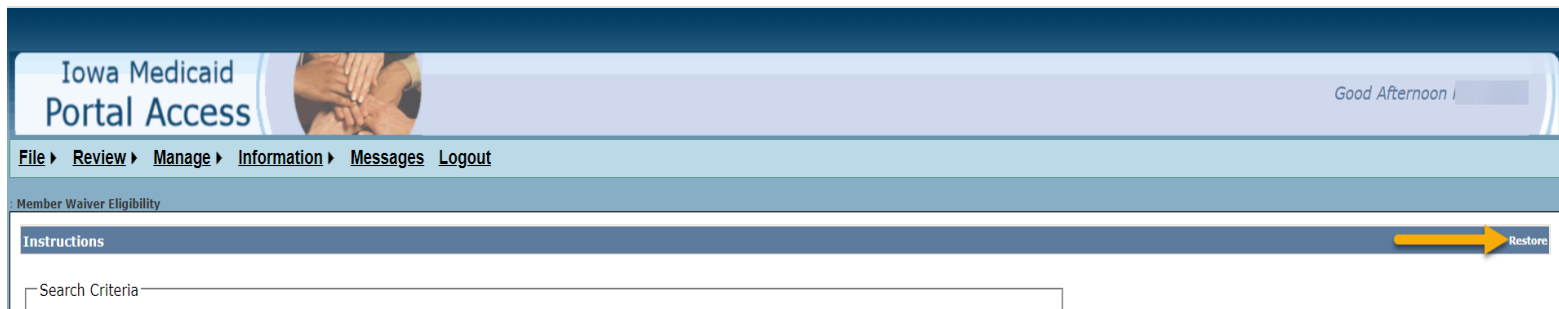 Iowa Medicaid
Portal Access
Good Afternoon
File Review Manage Information Messages Logout
: Member Waiver Eligibility
Instructions Restore
Search Criteria